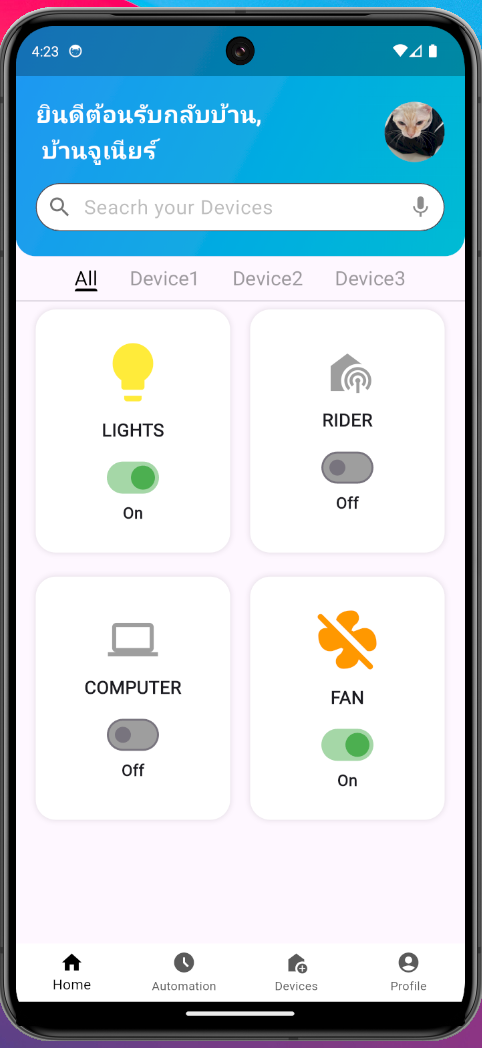 4:23
ยินดีต้อนรับกลับบ้าน,
บ้านจูเนียร์
Seacrh your Devices
All Device1 Device2 Device3
LIGHTS
On
RIDER
Off
COMPUTER
Off
FAN
On
Home Automation Devices Profile